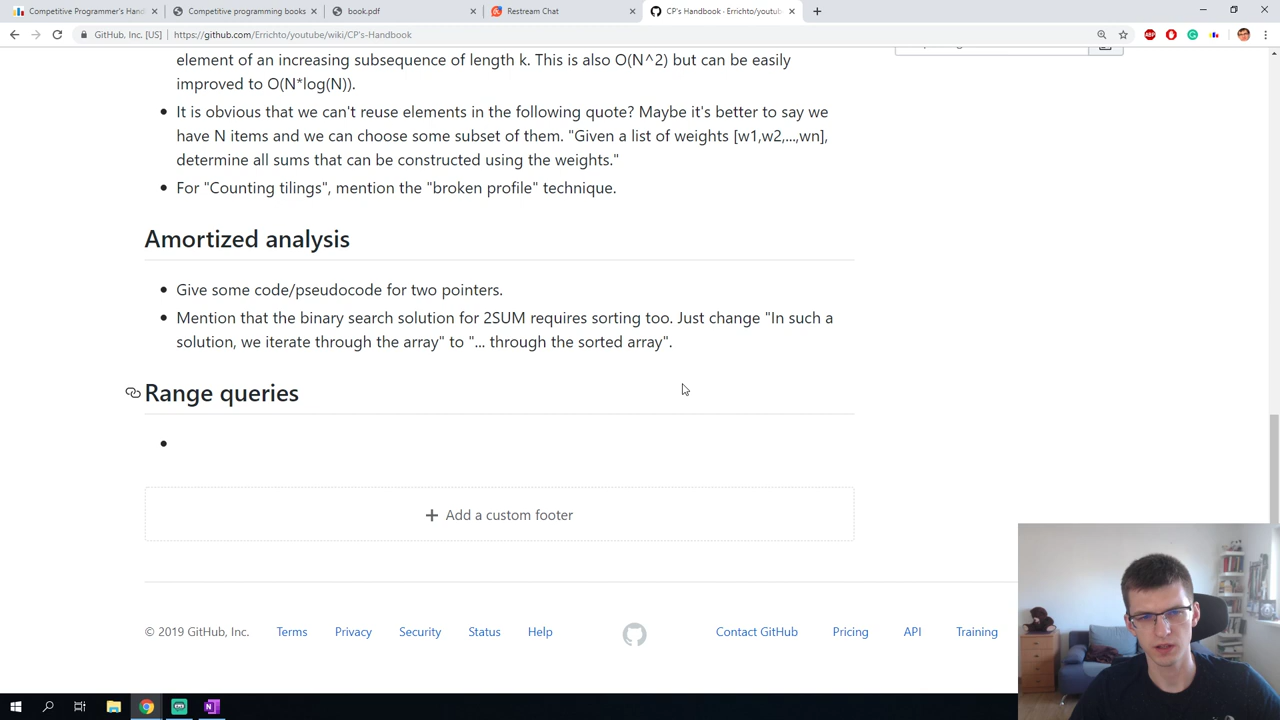 Competitive Programmer's Hand
Competitive programming books
book.pdf
Restream Chat
CP's Handbook · Errichto/youtu
GitHub, Inc. [US] | https://github.com/Errichto/youtube/wiki/CP's-Handbook
element of an increasing subsequence of length k. This is also O(N^2) but can be easily
improved to O(N*log(N)).
It is obvious that we can't reuse elements in the following quote? Maybe it's better to say we
have N items and we can choose some subset of them. "Given a list of weights [w1,w2,...,wn],
determine all sums that can be constructed using the weights."
For "Counting tilings", mention the "broken profile" technique.
Amortized analysis
Give some code/pseudocode for two pointers.
Mention that the binary search solution for 2SUM requires sorting too. Just change "In such a
solution, we iterate through the array" to "... through the sorted array".
Range queries
Add a custom footer
© 2019 GitHub, Inc. Terms Privacy Security Status Help Contact GitHub Pricing API Training